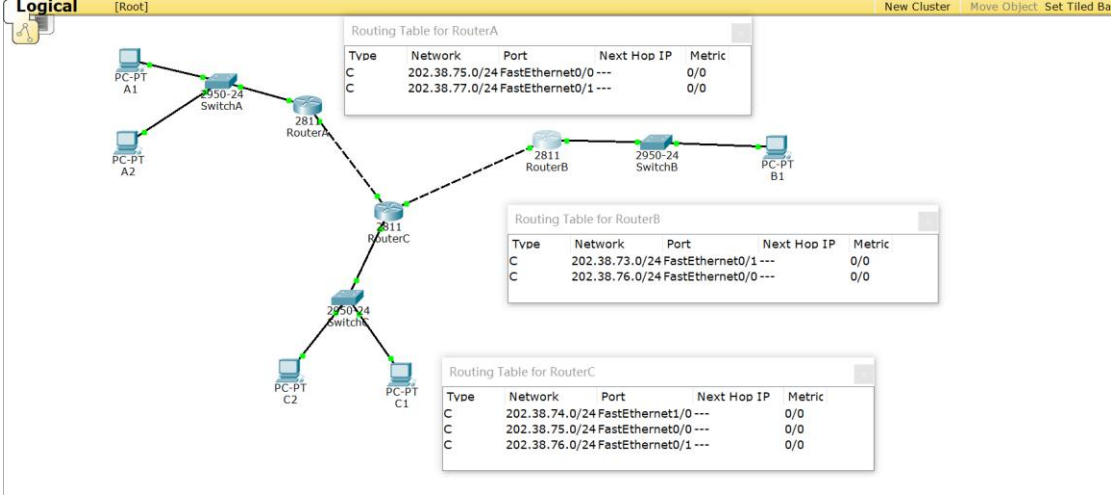 Logical [Root] New Cluster Move Object Set Tiled Ba
Routing Table for RouterA
Type Network Port Next Hop IP Metric
C 202.38.75.0/24 FastEthernet0/0 --- 0/0
C 202.38.77.0/24 FastEthernet0/1 --- 0/0
PC-PT
A1
2950-24
SwitchA
2811
RouterA
PC-PT
A2
2811
RouterB
2950-24
SwitchB
PC-PT
B1
2811
RouterC
Routing Table for RouterB
Type Network Port Next Hop IP Metric
C 202.38.73.0/24 FastEthernet0/1 --- 0/0
C 202.38.76.0/24 FastEthernet0/0 --- 0/0
2950-24
SwitchC
PC-PT
C2
PC-PT
C1
Routing Table for RouterC
Type Network Port Next Hop IP Metric
C 202.38.74.0/24 FastEthernet1/0 --- 0/0
C 202.38.75.0/24 FastEthernet0/0 --- 0/0
C 202.38.76.0/24 FastEthernet0/1 --- 0/0